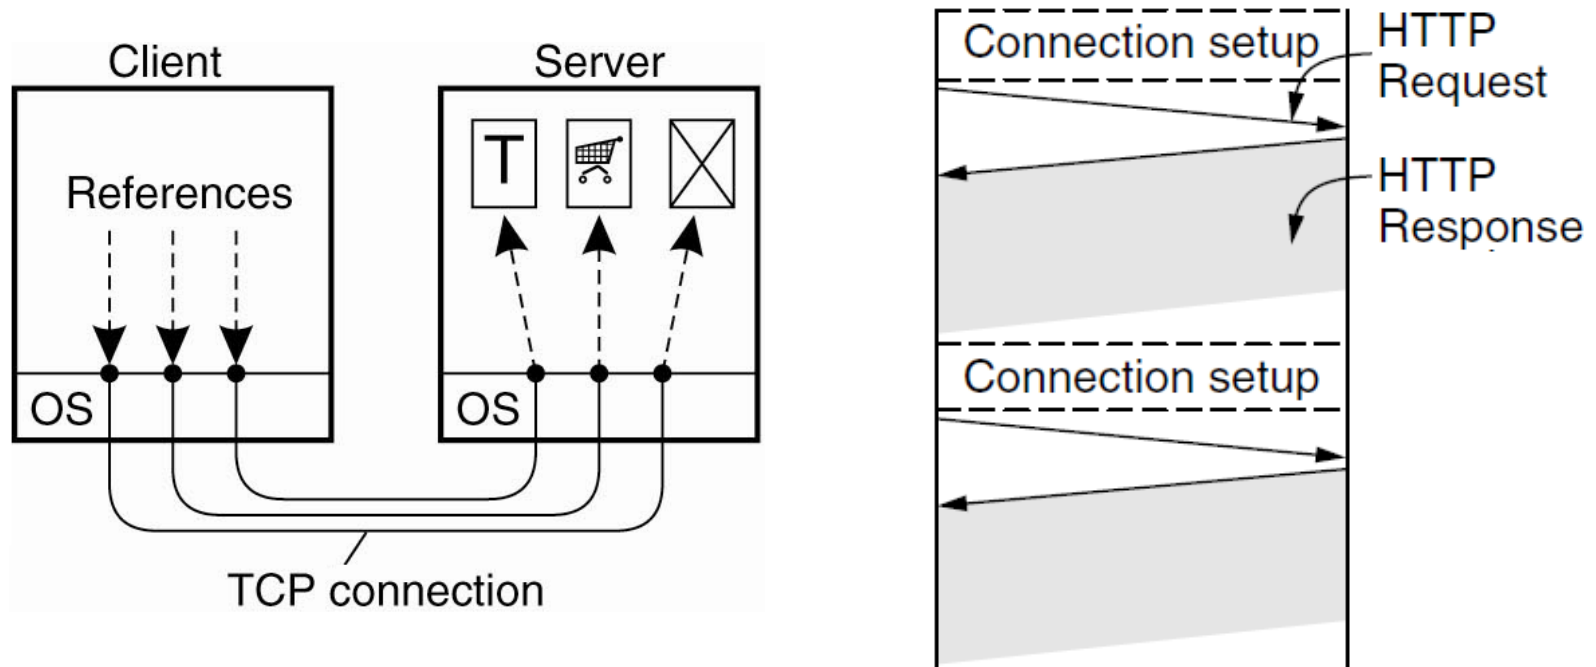 Client
Server
T
References
OS
OS
TCP connection
Connection setup
HTTP
Request
HTTP
Response
Connection setup